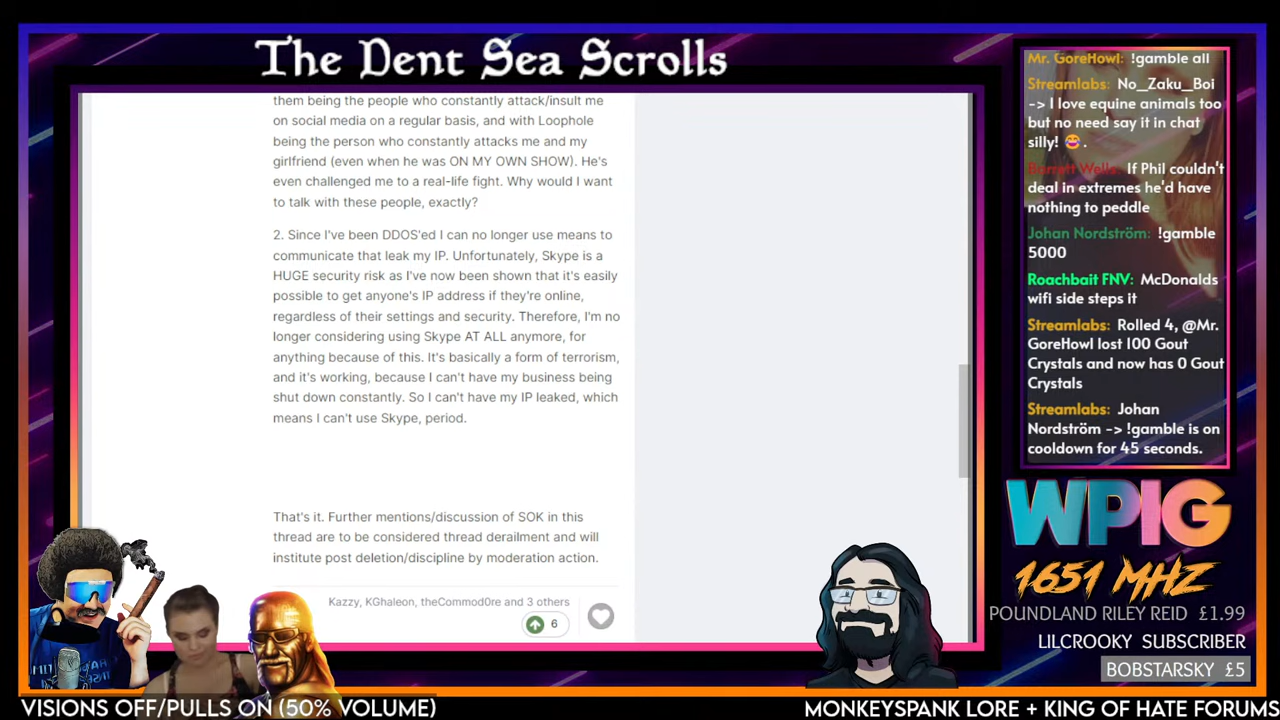 The Dent Sea Scrolls
them being the people who constantly attack/insult me
on social media on a regular basis, and with Loophole
being the person who constantly attacks me and my
girlfriend (even when he was ON MY OWN SHOW). He's
even challenged me to a real-life fight. Why would I want
to talk with these people, exactly?
2. Since I've been DDOS'ed I can no longer use means to
communicate that leak my IP. Unfortunately, Skype is a
HUGE security risk as I've now been shown that it's easily
possible to get anyone's IP address if they're online,
regardless of their settings and security. Therefore, I'm no
longer considering using Skype AT ALL anymore, for
anything because of this. It's basically a form of terrorism,
and it's working, because I can't have my business being
shut down constantly. So I can't have my IP leaked, which
means I can't use Skype, period.
That's it. Further mentions/discussion of SOK in this
thread are to be considered thread derailment and will
institute post deletion/discipline by moderation action.
Kazzy, KGhaleon, theCommod0re and 3 others
6
Mr. GoreHowl: !gamble all
Streamlabs: No_Zaku_Boi
-> I love equine animals too
but no need say it in chat
silly! 😂 .
Barrett Wells: If Phil couldn't
deal in extremes he'd have
nothing to peddle
Johan Nordström: !gamble
5000
Roachbait FNV: McDonalds
wifi side steps it
Streamlabs: Rolled 4, @Mr.
GoreHowl lost 100 Gout
Crystals and now has 0 Gout
Crystals
Streamlabs: Johan
Nordström -> !gamble is on
cooldown for 45 seconds.
WPIG
1651 MHZ
POUNDLAND RILEY REID £1.99
LILCROOKY SUBSCRIBER
BOBSTARSKY £5
VISIONS OFF/PULLS ON (50% VOLUME)
MONKEYSPANK LORE + KING OF HATE FORUMS